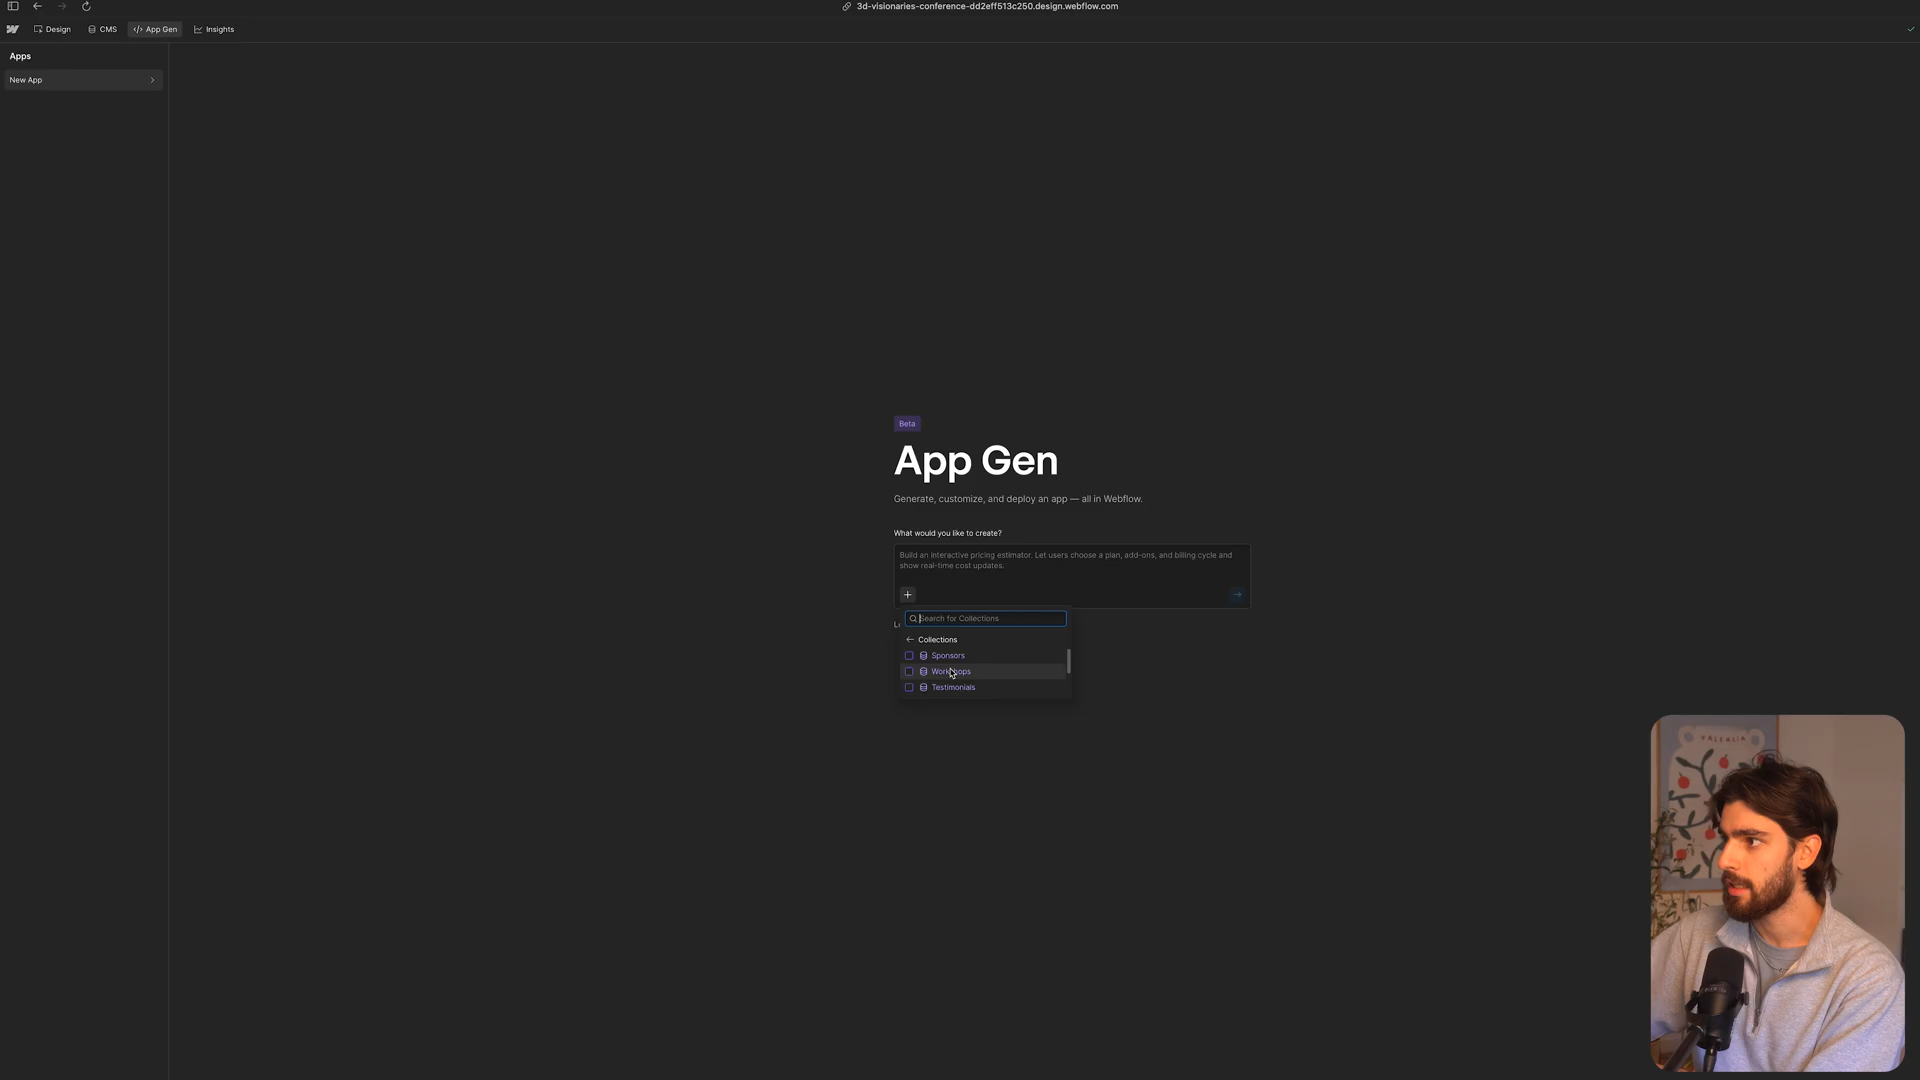 3d-visionaries-conference-dd2eff513c250.design.webflow.com
Design
CMS
App Gen
Insights
Apps
New App
Beta
App Gen
Generate, customize, and deploy an app — all in Webflow.
What would you like to create?
Build an interactive pricing estimator. Let users choose a plan, add-ons, and billing cycle and
show real-time cost updates.
Search for Collections
Collections
Sponsors
Workshops
Testimonials